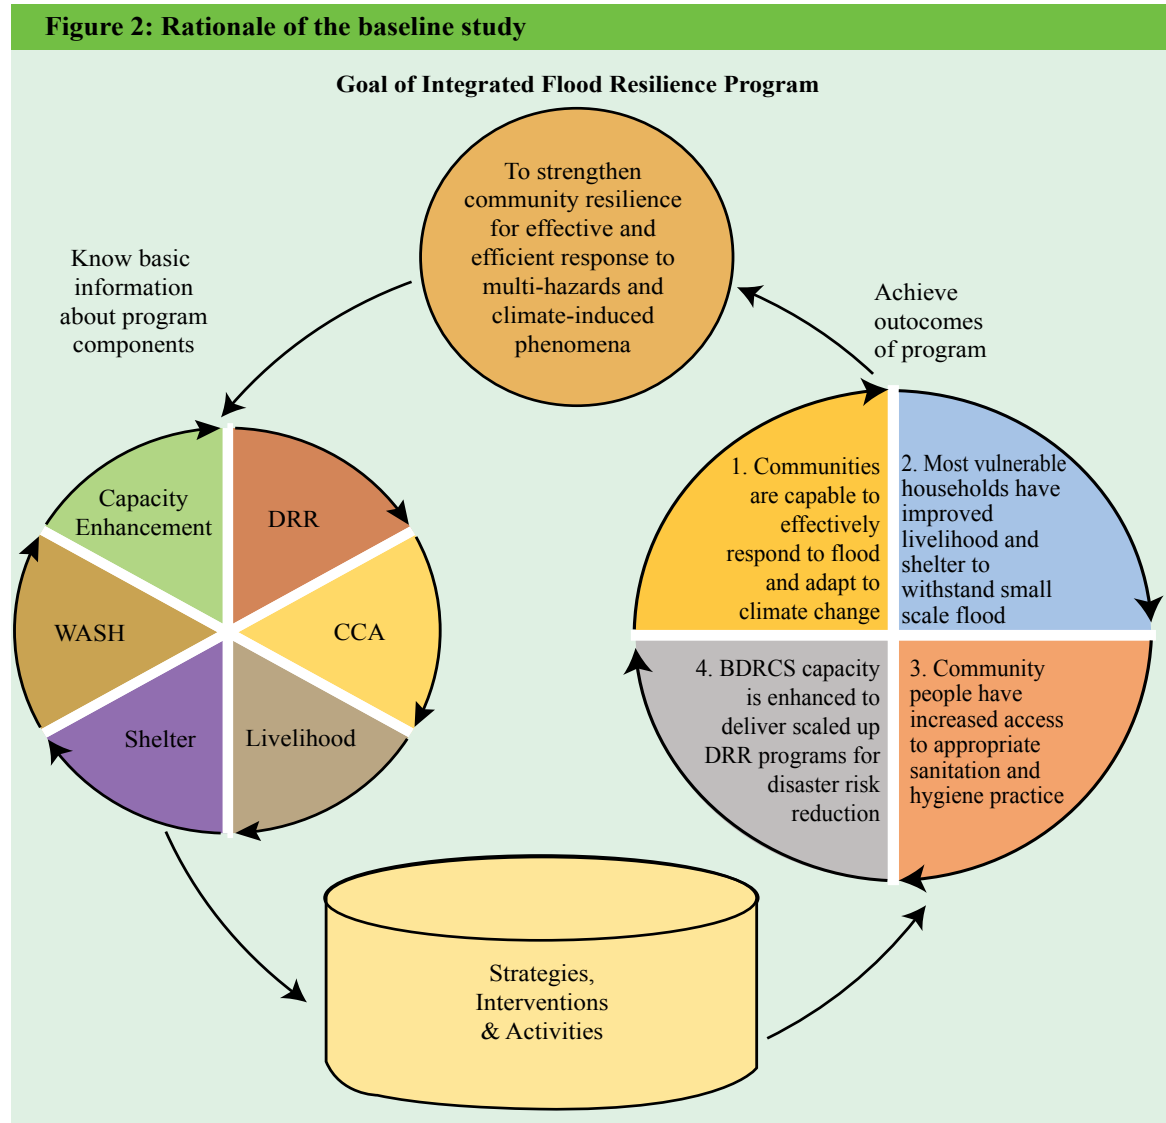 Figure 2: Rationale of the baseline study
Goal of Integrated Flood Resilience Program
To strengthen
community resilience
for effective and
efficient response to
multi-hazards and
climate-induced
phenomena
Know basic
information
about program
components
Achieve
outocomes
of program
Capacity
Enhancement
DRR
WASH
CCA
Shelter
Livelihood
1. Communities
are capable to
effectively
respond to flood
and adapt to
climate change
2. Most vulnerable
households have
improved
livelihood and
shelter to
withstand small
scale flood
4. BDRCS capacity
is enhanced to
deliver scaled up
DRR programs for
disaster risk
reduction
3. Community
people have
increased access
to appropriate
sanitation and
hygiene practice
Strategies,
Interventions
& Activities